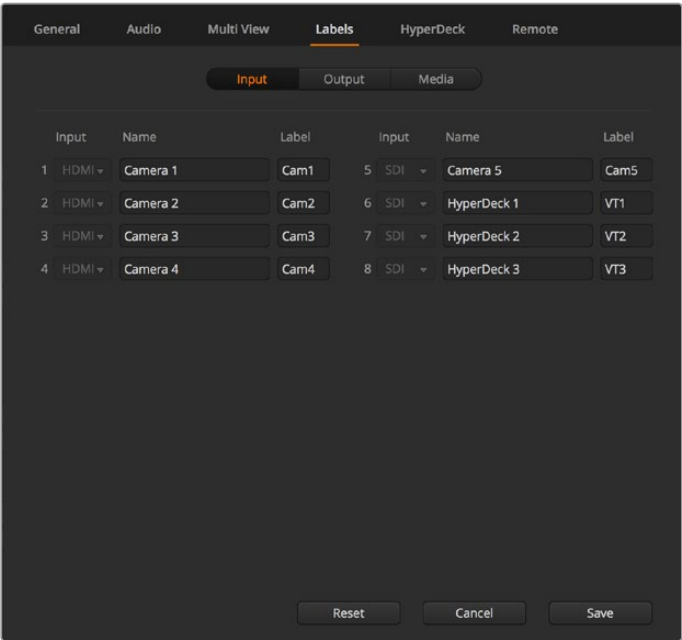 General Audio Multi View Labels HyperDeck Remote
Input Output Media
Input Name Label Input Name Label
1 HDMI Camera 1 Cam1 5 SDI Camera 5 Cam5
2 HDMI Camera 2 Cam2 6 SDI HyperDeck 1 VT1
3 HDMI Camera 3 Cam3 7 SDI HyperDeck 2 VT2
4 HDMI Camera 4 Cam4 8 SDI HyperDeck 3 VT3
Reset Cancel Save